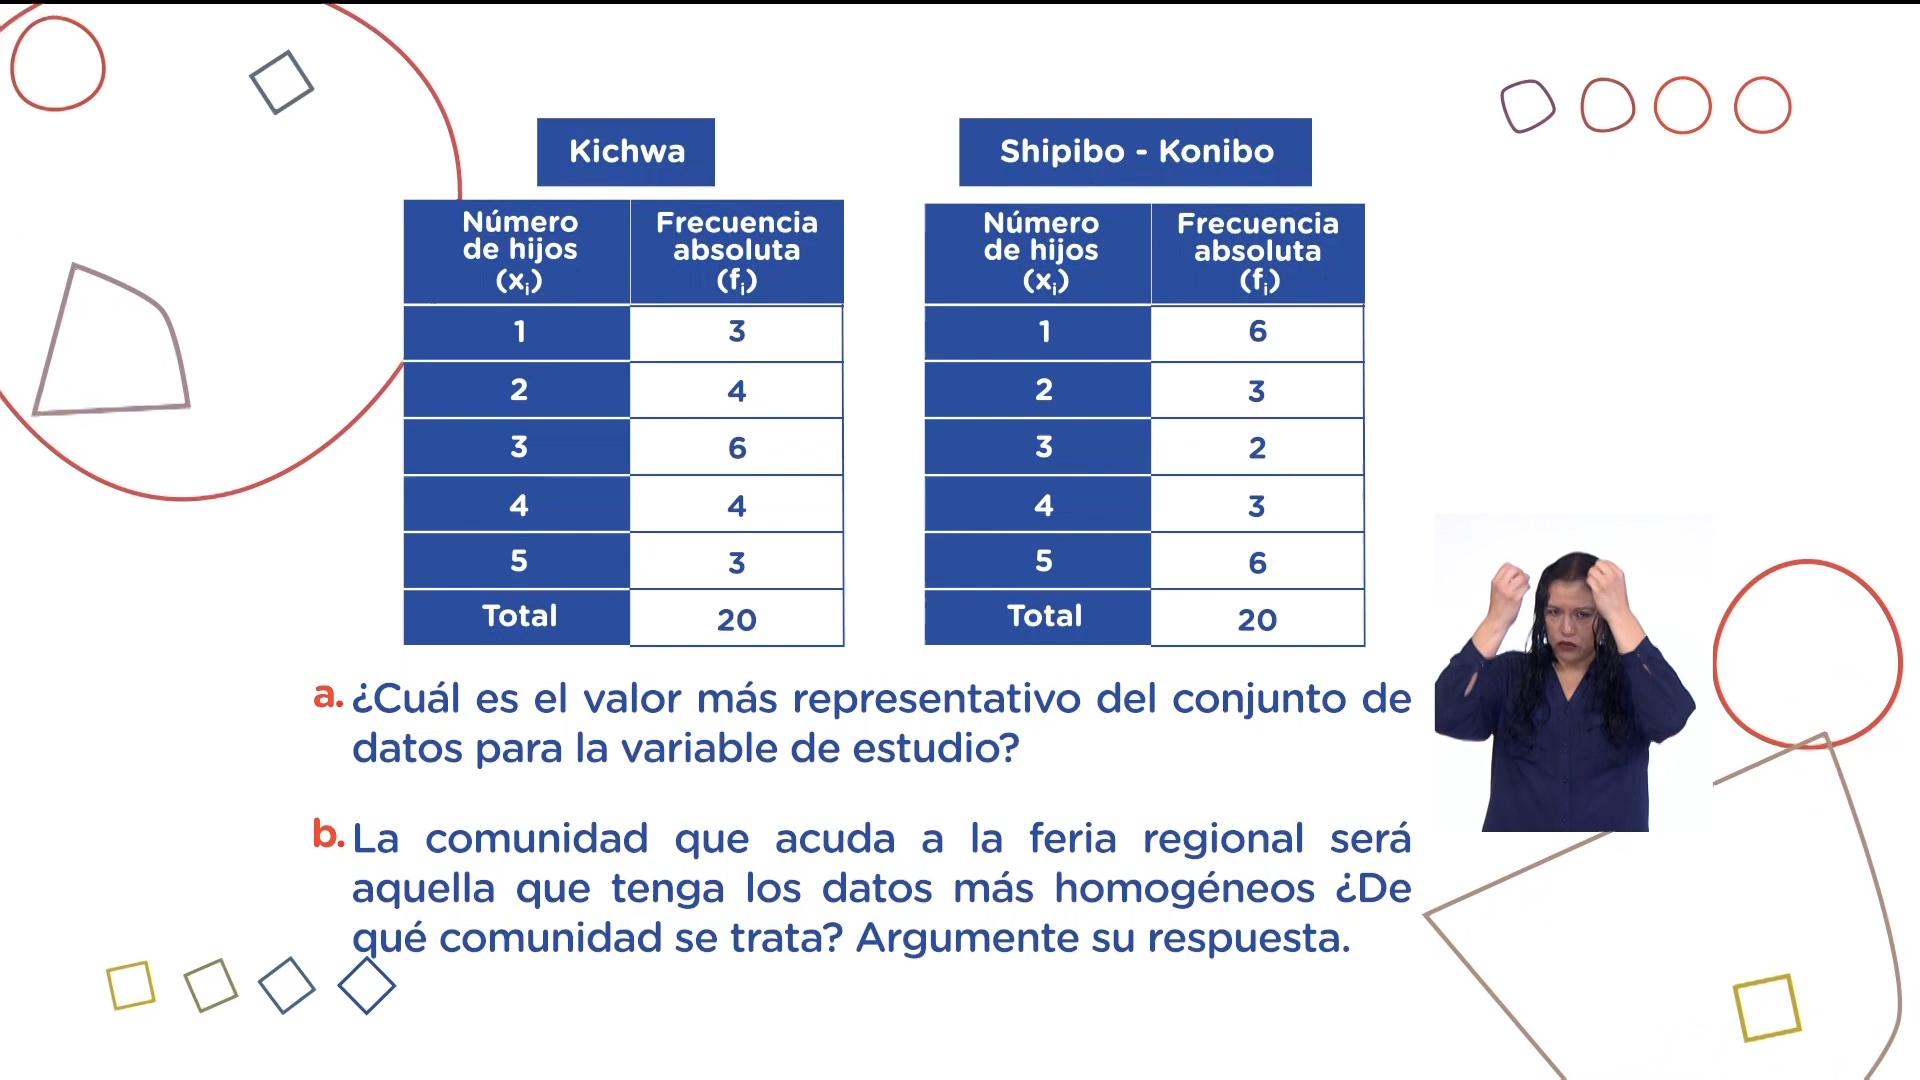 Kichwa
Número de hijos (xi) Frecuencia absoluta (fi)
1 3
2 4
3 6
4 4
5 3
Total 20
Shipibo - Konibo
Número de hijos (xi) Frecuencia absoluta (fi)
1 6
2 3
3 2
4 3
5 6
Total 20
a. ¿Cuál es el valor más representativo del conjunto de
datos para la variable de estudio?
b. La comunidad que acuda a la feria regional será
aquella que tenga los datos más homogéneos ¿De
qué comunidad se trata? Argumente su respuesta.